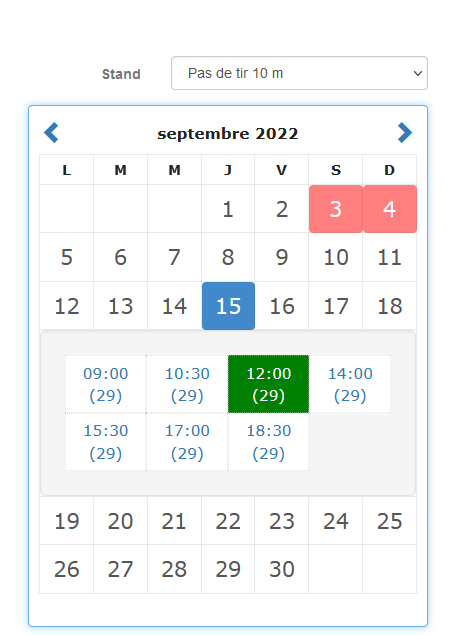 Stand Pas de tir 10 m
septembre 2022
L M M J V S D
1 2 3 4
5 6 7 8 9 10 11
12 13 14 15 16 17 18
09:00 10:30 12:00 14:00
(29) (29) (29) (29)
15:30 17:00 18:30
(29) (29) (29)
19 20 21 22 23 24 25
26 27 28 29 30